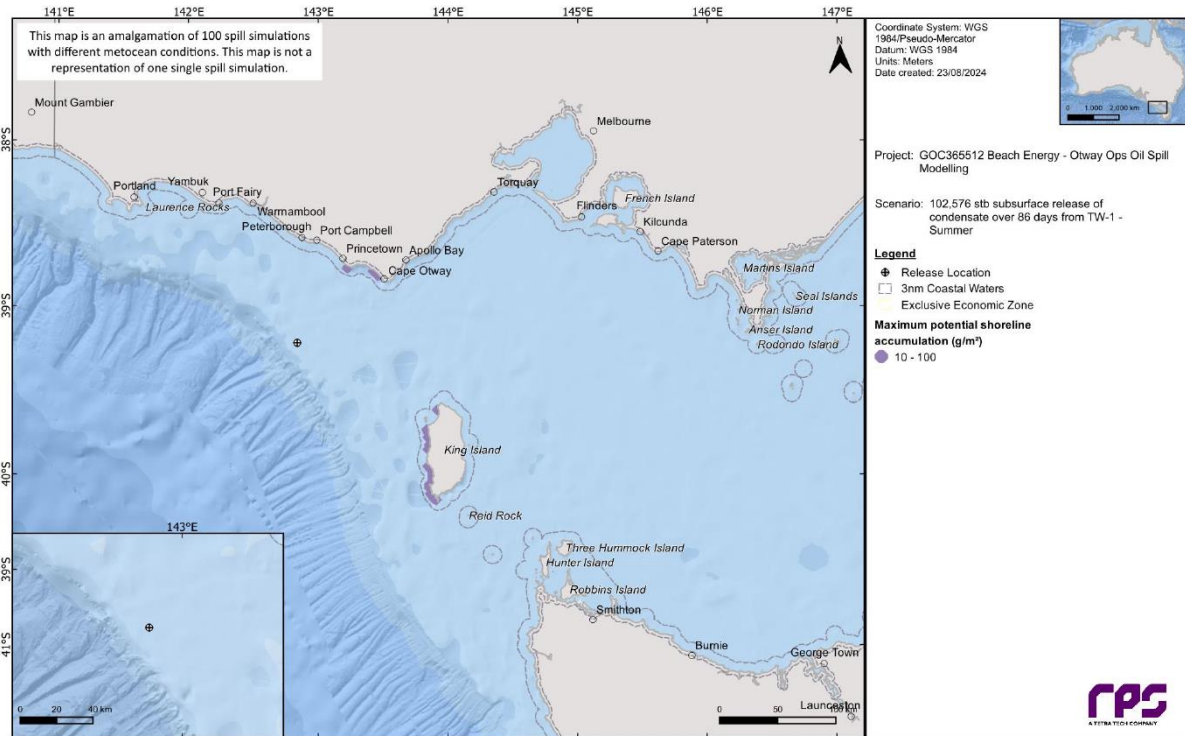 141°E
142°E
143°E
144°E
145°E
146°E
147°E
This map is an amalgamation of 100 spill simulations
with different metocean conditions. This map is not a
representation of one single spill simulation.
N
Mount Gambier
Melbourne
38°S
Portland
Yambuk
Port Fairy
Laurence Rocks
Warrnambool
Peterborough
Port Campbell
Princetown
Apollo Bay
Cape Otway
Torquay
French Island
Flinders
Kilcunda
Cape Paterson
Martins Island
Seal Islands
Norman Island
Anser Island
Rodondo Island
39°S
King Island
40°S
Reid Rock
Three Hummock Island
Hunter Island
Robbins Island
Smithton
Burnie
George Town
Launceston
41°S
143°E
39°S
0 20 40 km
0 50 100 km
Coordinate System: WGS
1984/Pseudo-Mercator
Datum: WGS 1984
Units: Meters
Date created: 23/08/2024
0 1,000 2,000 km
Project: GOC365512 Beach Energy - Otway Ops Oil Spill
Modelling
Scenario: 102,576 stb subsurface release of
condensate over 86 days from TW-1 -
Summer
Legend
Release Location
3nm Coastal Waters
Exclusive Economic Zone
Maximum potential shoreline
accumulation (g/m²)
10 - 100
rps
A TETRA TECH COMPANY